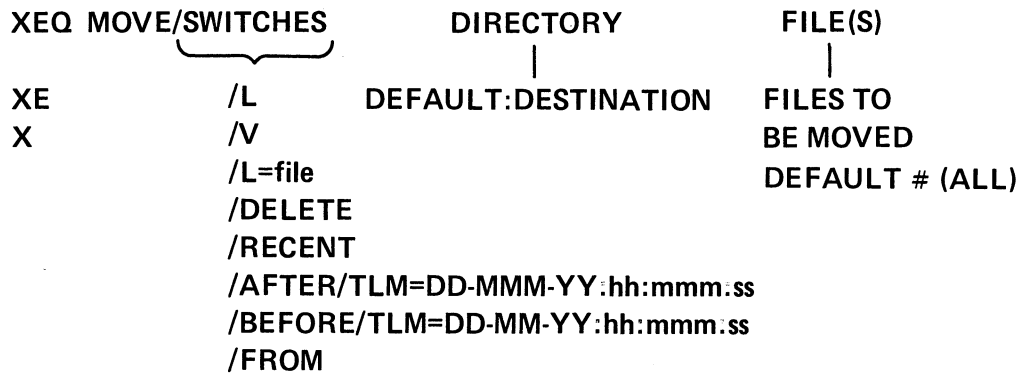 XEQ MOVE/SWITCHES DIRECTORY FILE(S)
XE /L DEFAULT:DESTINATION FILES TO
X /V BE MOVED
/L=file DEFAULT # (ALL)
/DELETE
/RECENT
/AFTER/TLM=DD-MMM-YY:hh:mmm:ss
/BEFORE/TLM=DD-MM-YY:hh:mmm:ss
/FROM